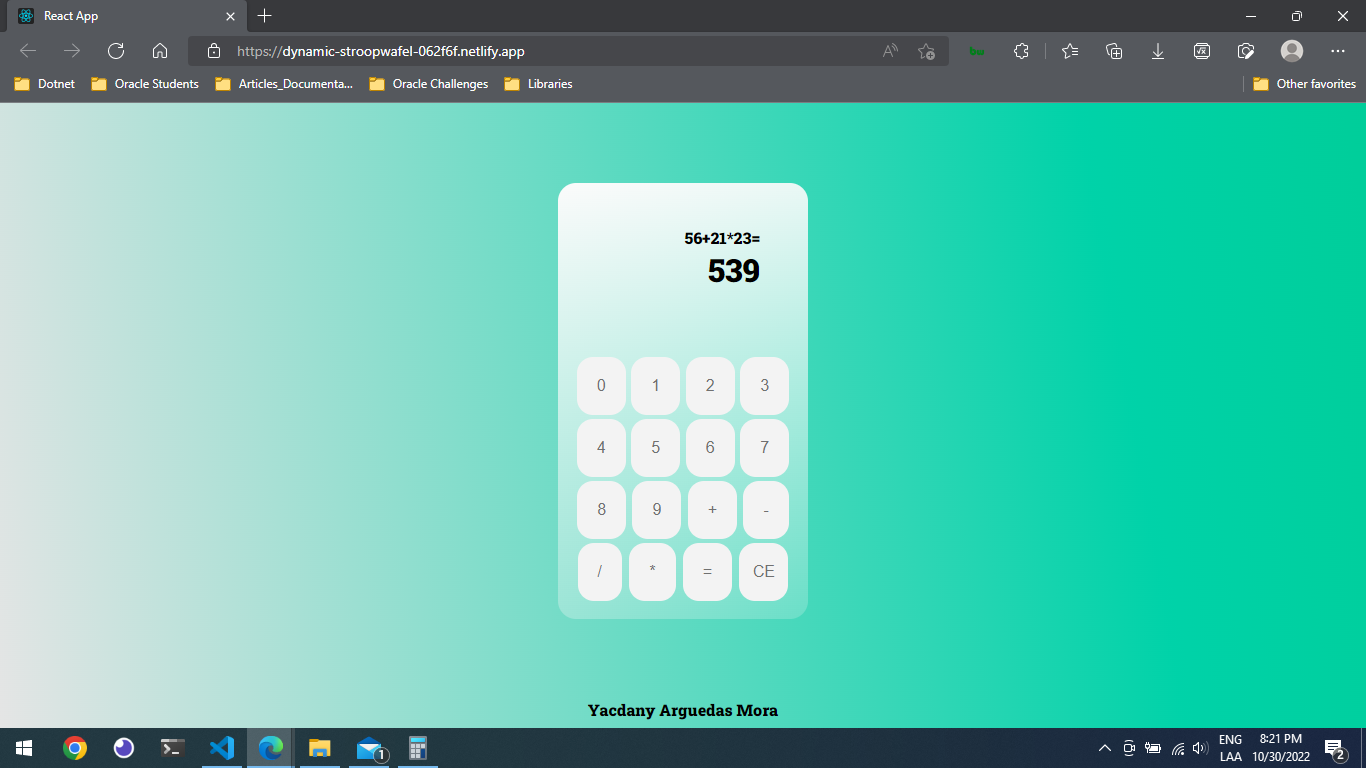 React App
https://dynamic-stroopwafel-062f6f.netlify.app
Dotnet
Oracle Students
Articles_Documenta...
Oracle Challenges
Libraries
Other favorites
56+21*23=
539
0 1 2 3
4 5 6 7
8 9 + -
/ * = CE
Yacdany Arguedas Mora
1
ENG
LAA
8:21 PM
10/30/2022
2